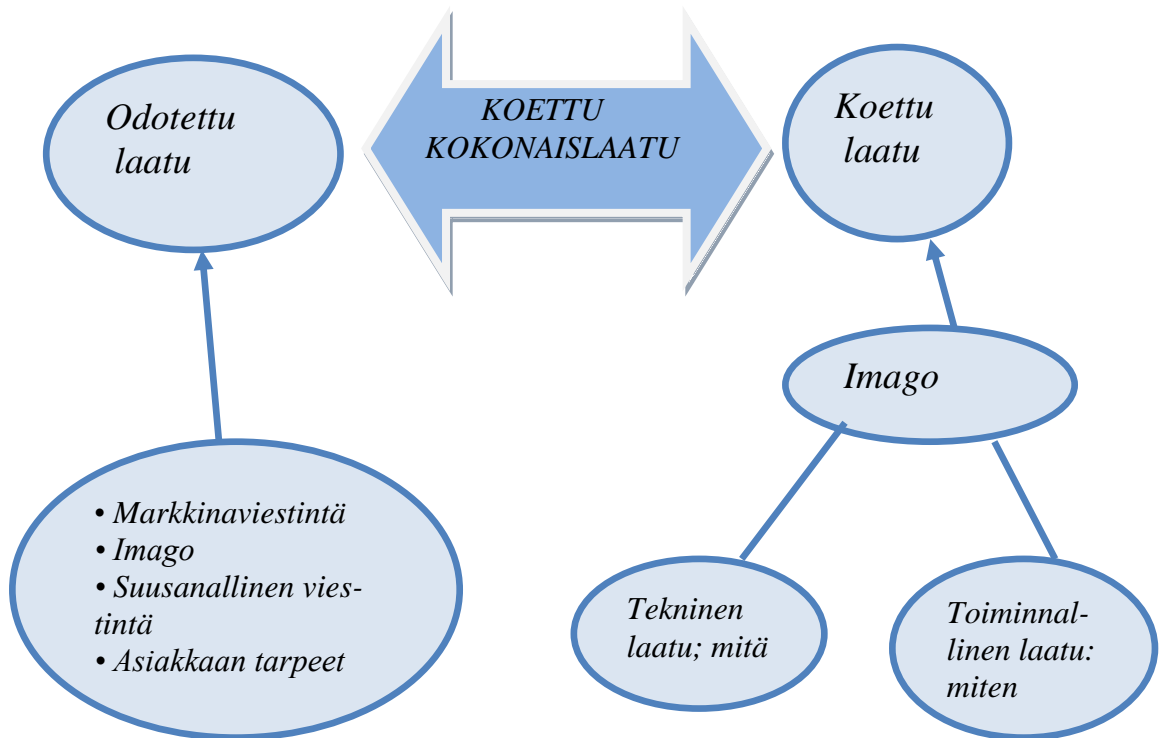 Odotettu
laatu
KOETTU
KOKONAISLAATU
Koettu
laatu
Imago
• Markkinaviestintä
• Imago
• Suusanallinen vies-
tintä
• Asiakkaan tarpeet
Tekninen
laatu; mitä
Toiminnal-
linen laatu:
miten